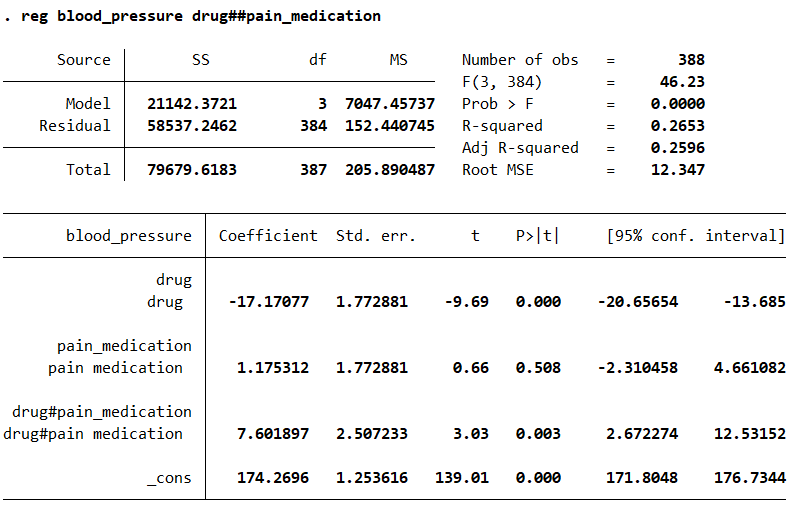 . reg blood_pressure drug##pain_medication
Source SS df MS Number of obs = 388
F(3, 384) = 46.23
Model 21142.3721 3 7047.45737 Prob > F = 0.0000
Residual 58537.2462 384 152.440745 R-squared = 0.2653
Adj R-squared = 0.2596
Total 79679.6183 387 205.890487 Root MSE = 12.347
blood_pressure Coefficient Std. err. t P>|t| [95% conf. interval]
drug
drug -17.17077 1.772881 -9.69 0.000 -20.65654 -13.685
pain_medication
pain medication 1.175312 1.772881 0.66 0.508 -2.310458 4.661082
drug#pain_medication
drug#pain medication 7.601897 2.507233 3.03 0.003 2.672274 12.53152
_cons 174.2696 1.253616 139.01 0.000 171.8048 176.7344